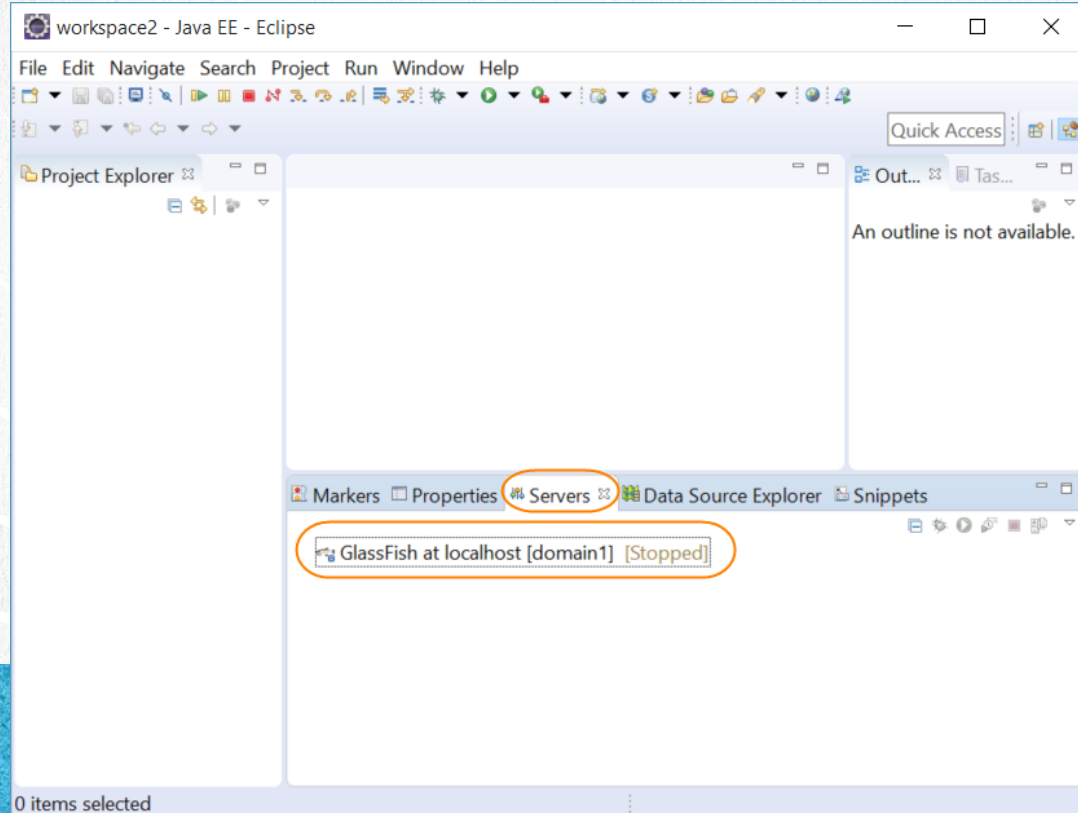 workspace2 - Java EE - Eclipse
File Edit Navigate Search Project Run Window Help
Quick Access
Project Explorer
Out... Tas...
An outline is not available.
Markers Properties Servers Data Source Explorer Snippets
GlassFish at localhost [domain1] [Stopped]
0 items selected